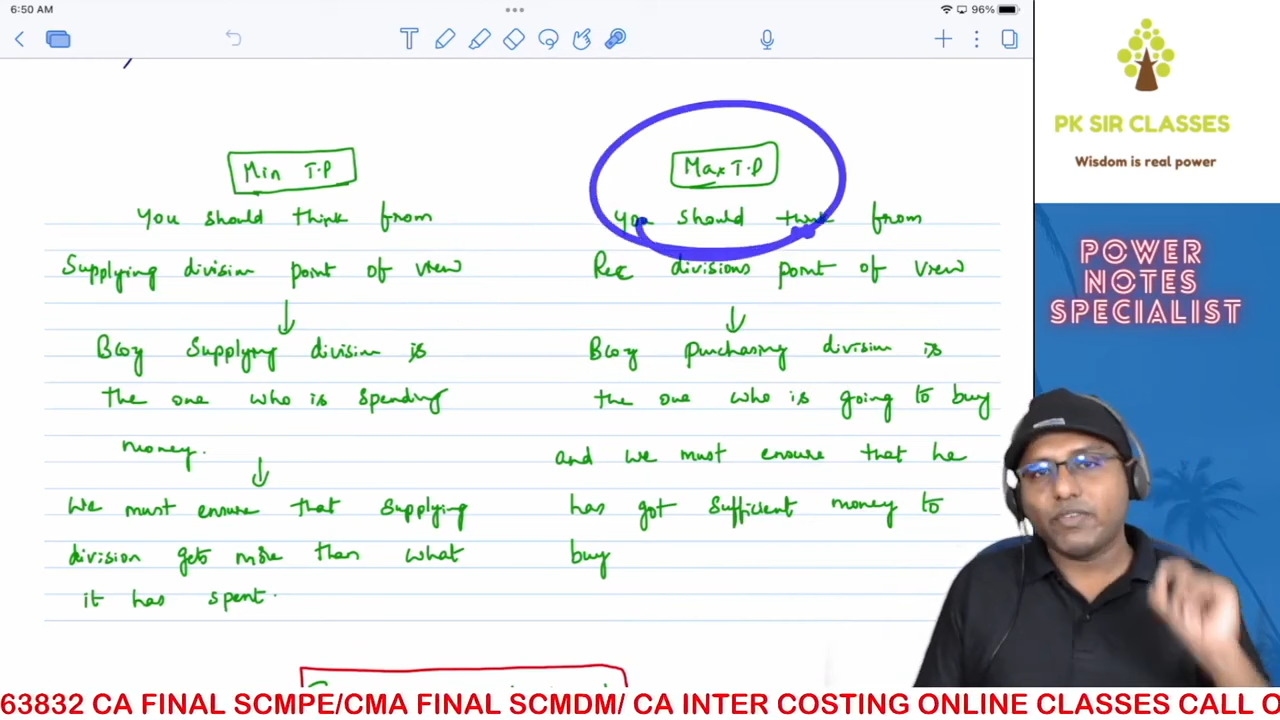 6:50 AM
96%
T
Min T.P
You should think from
Supplying division point of view
Bcoz Supplying division is
the one who is spending
money.
We must ensure that supplying
division gets more than what
it has spent.
Max T.P
You should think from
Rec divisions point of view
Bcoz Purchasing division is
the one who is going to buy
and we must ensure that he
has got sufficient money to
buy
PK SIR CLASSES
Wisdom is real power
POWER
NOTES
SPECIALIST
63832 CA FINAL SCMPE/CMA FINAL SCMDM/ CA INTER COSTING ONLINE CLASSES CALL